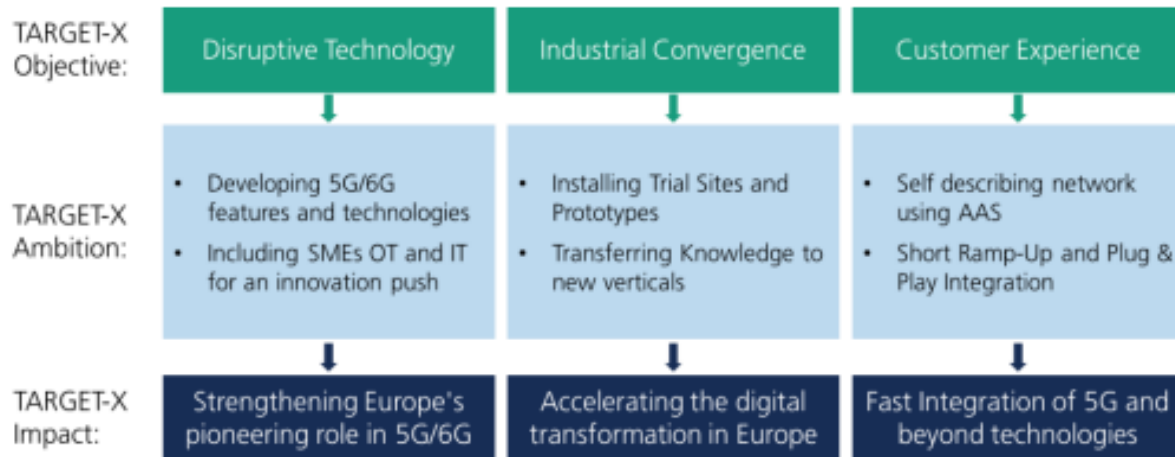 TARGET-X
Objective:
Disruptive Technology
Industrial Convergence
Customer Experience
TARGET-X
Ambition:
• Developing 5G/6G
features and technologies
• Including SMEs OT and IT
for an innovation push
• Installing Trial Sites and
Prototypes
• Transferring Knowledge to
new verticals
• Self describing network
using AAS
• Short Ramp-Up and Plug &
Play Integration
TARGET-X
Impact:
Strengthening Europe's
pioneering role in 5G/6G
Accelerating the digital
transformation in Europe
Fast Integration of 5G and
beyond technologies